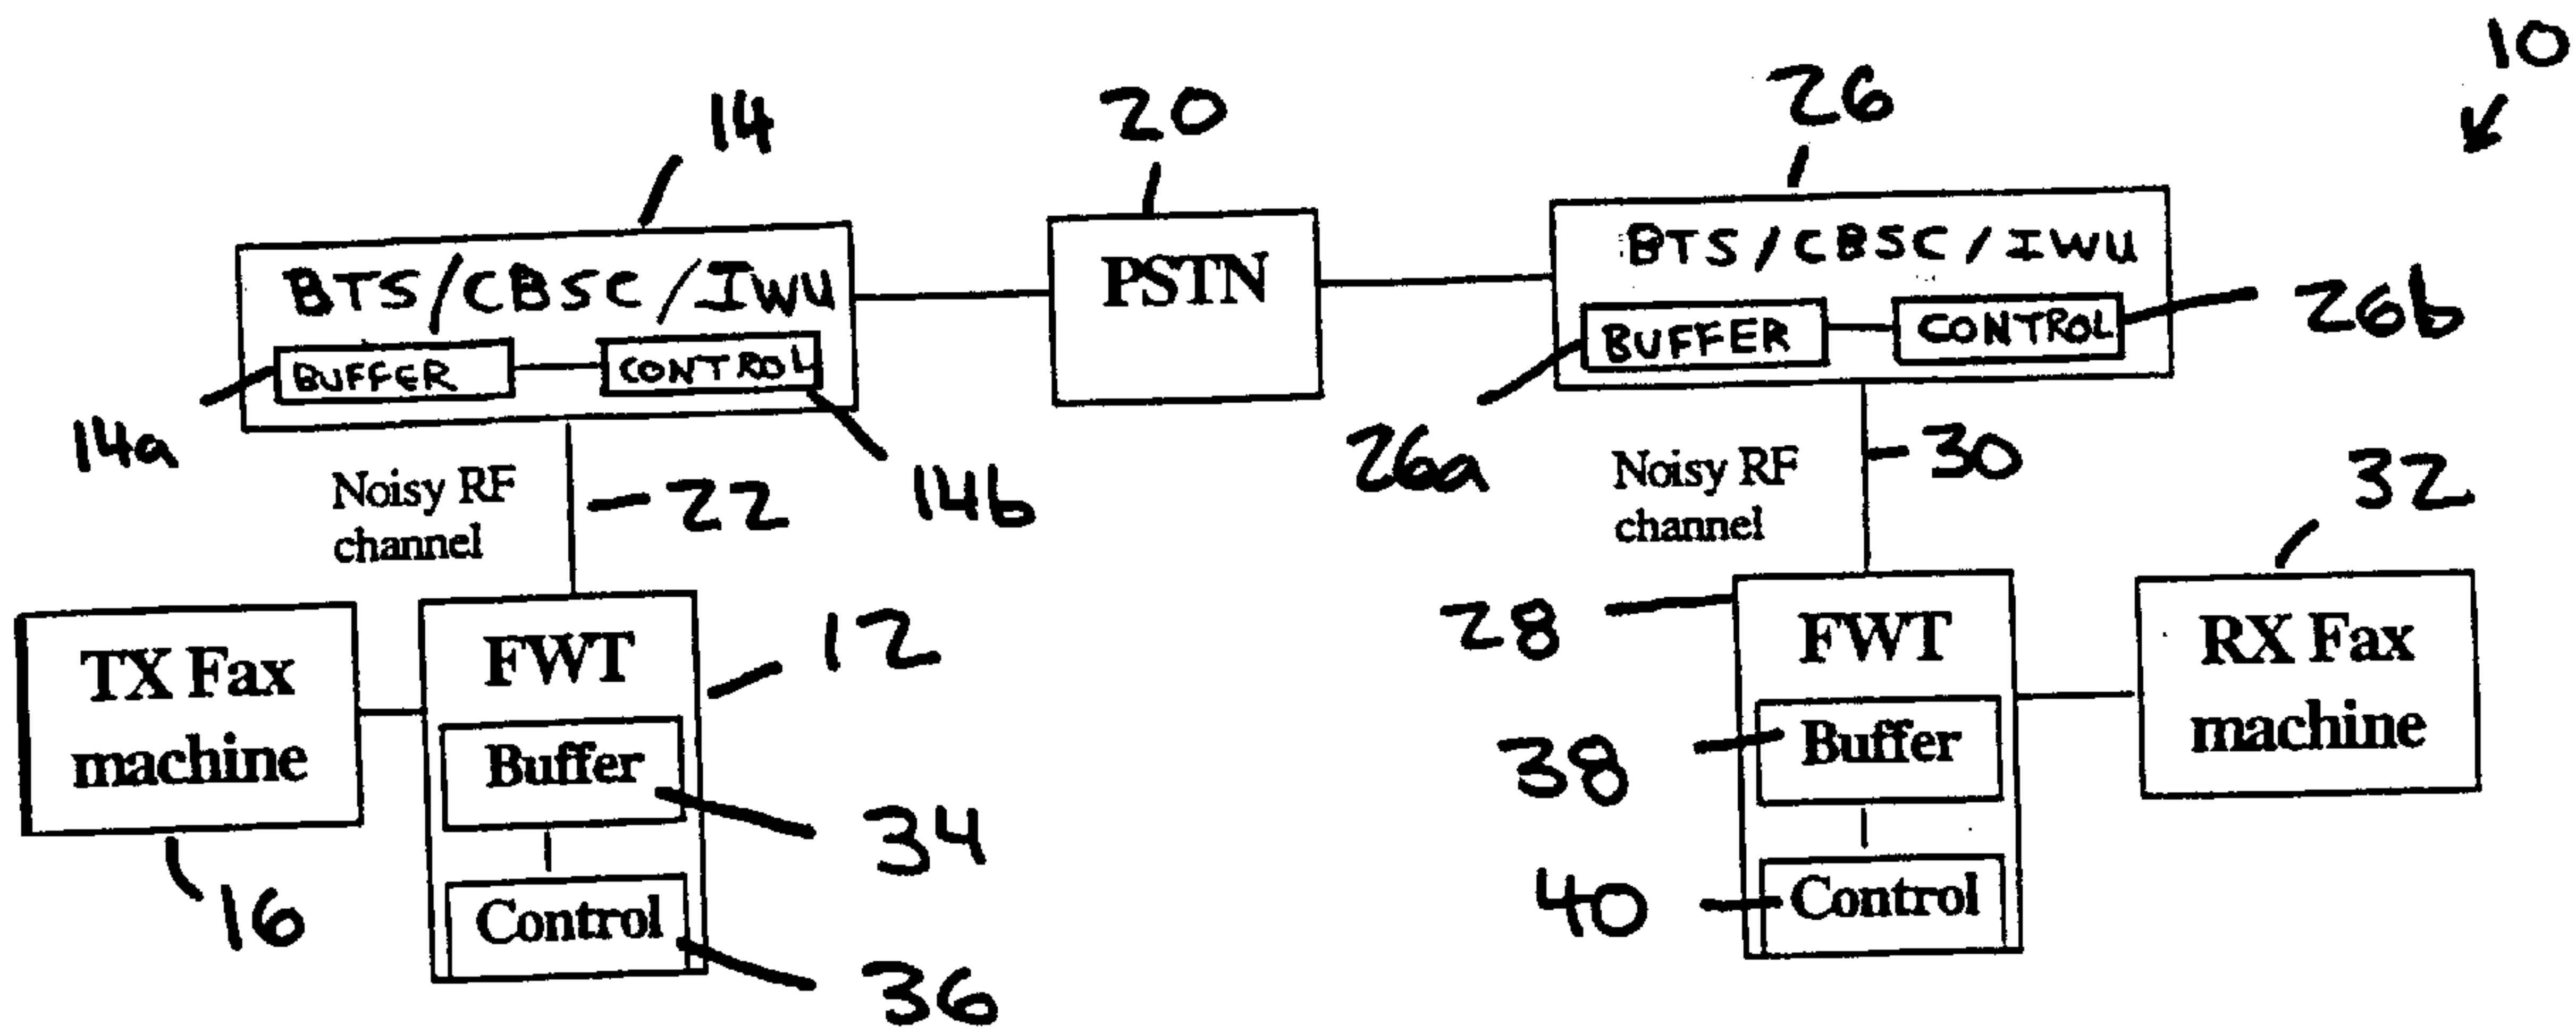 10
14
20
26
BTS/CBSC/IWU
BUFFER
CONTROL
14a
14b
PSTN
BTS/CBSC/IWU
BUFFER
CONTROL
26a
26b
Noisy RF
channel
22
Noisy RF
channel
30
32
TX Fax
machine
16
FWT
12
Buffer
34
Control
36
28
FWT
38
Buffer
40
Control
RX Fax
machine